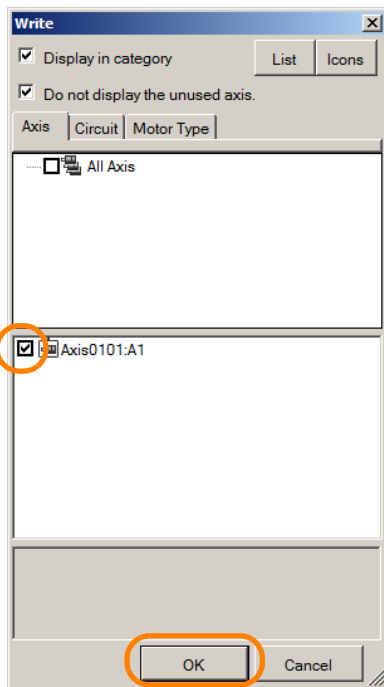 Write
Display in category
List
Icons
Do not display the unused axis.
Axis
Circuit
Motor Type
All Axis
Axis0101:A1
OK
Cancel